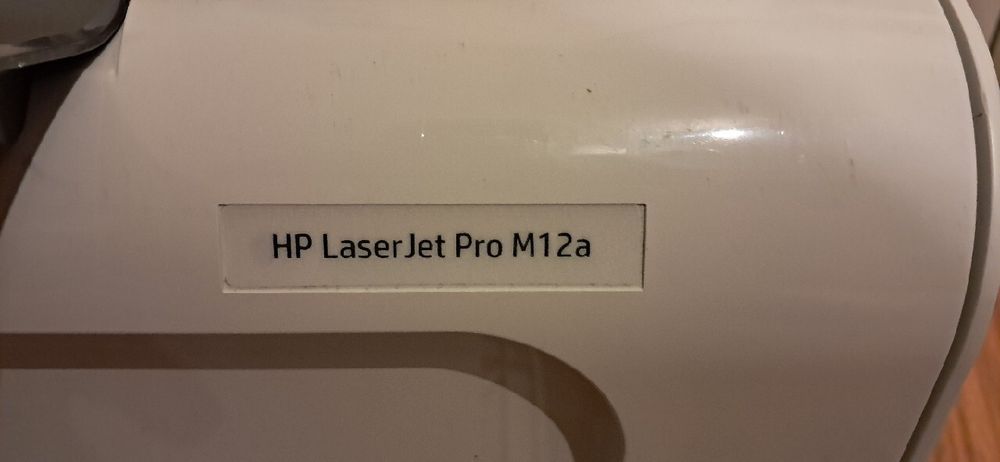 HP LaserJet Pro M12a